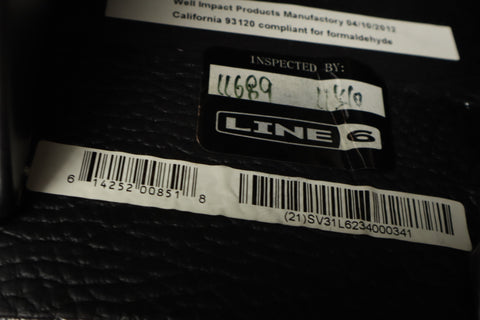 Well Impact Products Manufactory 04/10/2012
California 93120 compliant for formaldehyde
INSPECTED BY:
11689
LINE 6
6 14252 00851 8
(21)SV31L6234000341